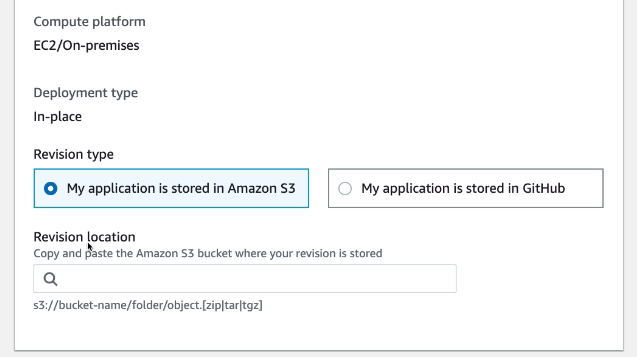 Compute platform
EC2/On-premises
Deployment type
In-place
Revision type
My application is stored in Amazon S3
My application is stored in GitHub
Revision location
Copy and paste the Amazon S3 bucket where your revision is stored
s3://bucket-name/folder/object.[zip|tar|tgz]